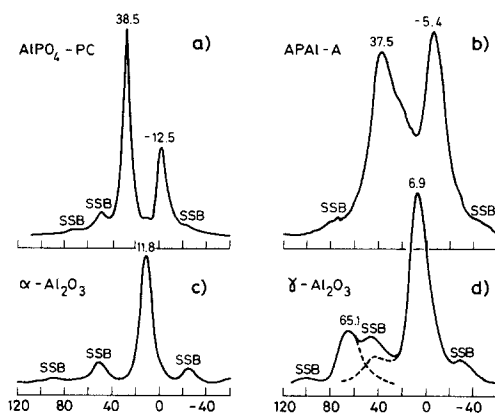 AlPO₄-PC
a)
38.5
-12.5
SSB
SSB
SSB
APAl-A
b)
37.5
-5.4
SSB
SSB
α-Al₂O₃
c)
11.8
SSB
SSB
SSB
120 80 40 0 -40
γ-Al₂O₃
d)
6.9
65.1
SSB
SSB
SSB
120 80 40 0 -40